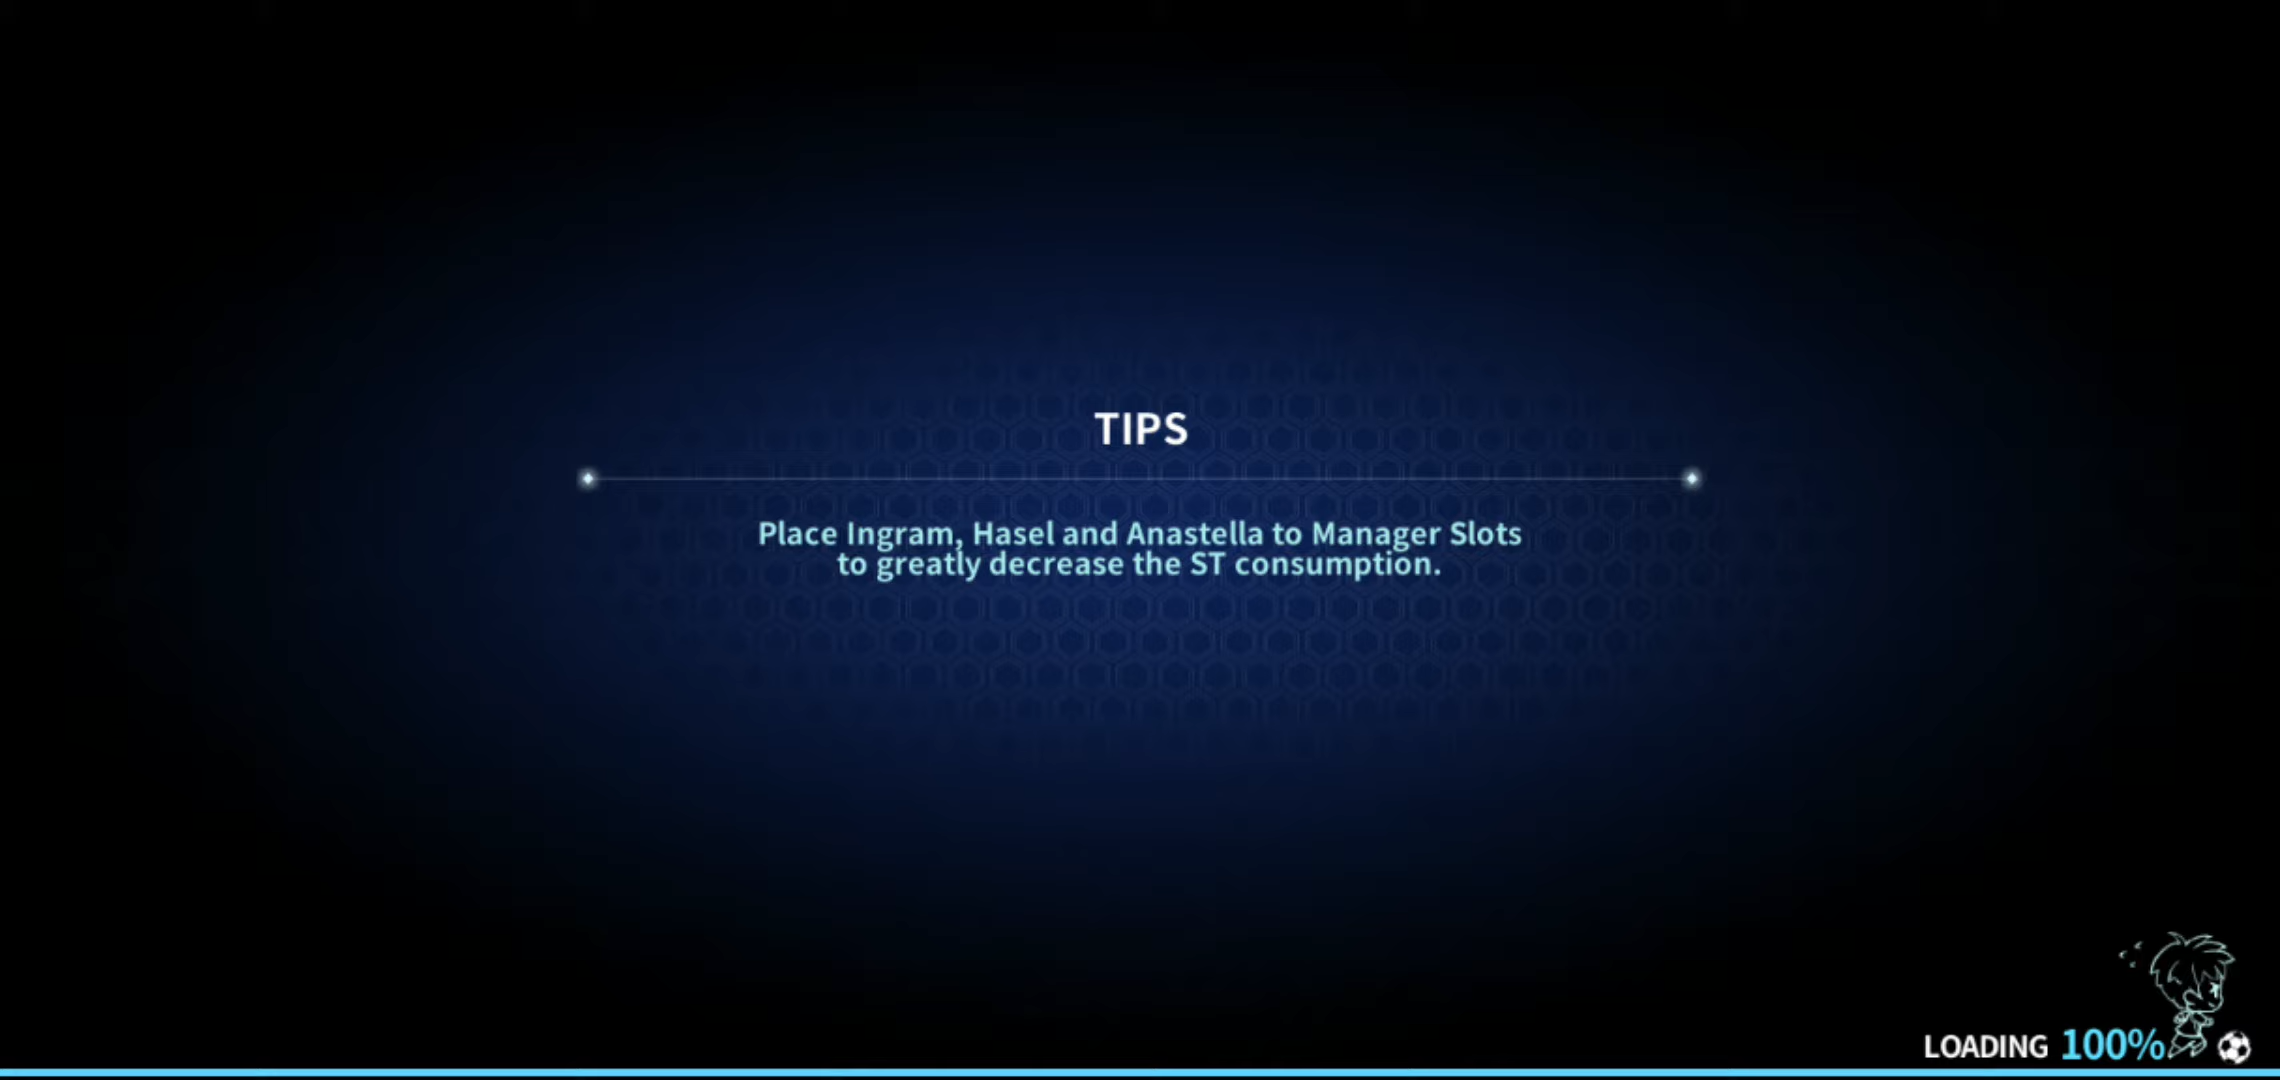 TIPS
Place Ingram, Hasel and Anastella to Manager Slots
to greatly decrease the ST consumption.
LOADING 100%